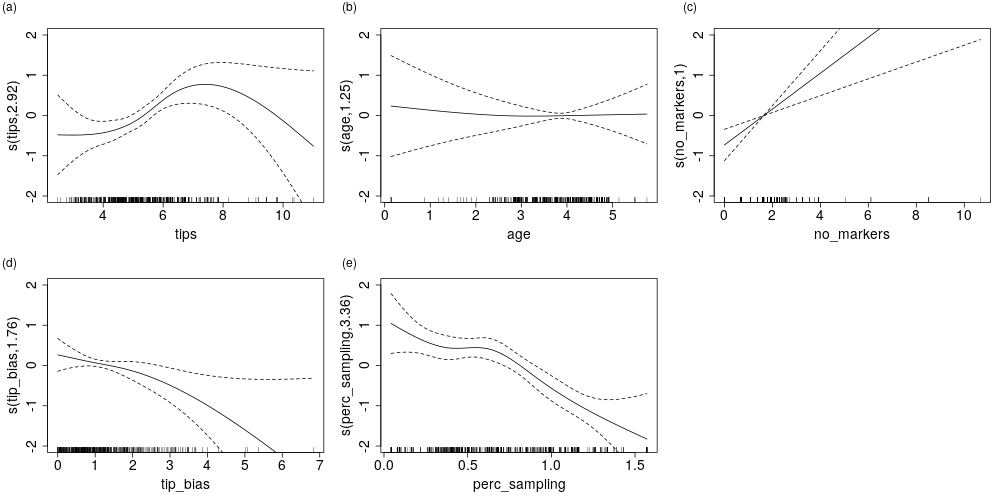 (a)
2
1
0
-1
-2
s(tips,2.92)
4 6 8 10
tips
(b)
2
1
0
-1
-2
s(age,1.25)
0 1 2 3 4 5
age
(c)
2
1
0
-1
-2
s(no_markers,1)
0 2 4 6 8 10
no_markers
(d)
2
1
0
-1
-2
s(tip_bias,1.76)
0 1 2 3 4 5 6 7
tip_bias
(e)
2
1
0
-1
-2
s(perc_sampling,3.36)
0.0 0.5 1.0 1.5
perc_sampling